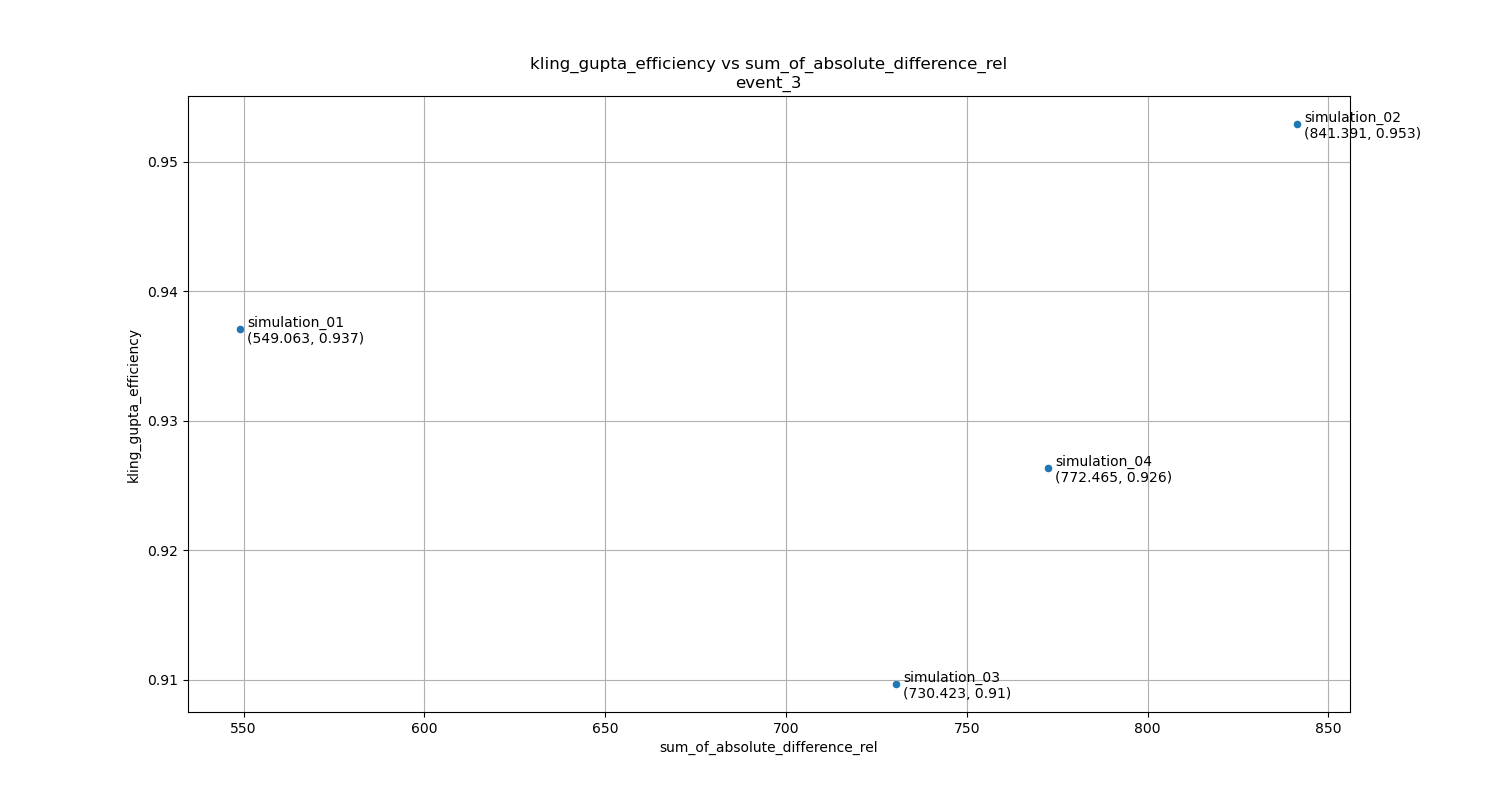 kling_gupta_efficiency vs sum_of_absolute_difference_rel
event_3
simulation_02
(841.391, 0.953)
0.95
0.94
simulation_01
(549.063, 0.937)
kling_gupta_efficiency
0.93
simulation_04
(772.465, 0.926)
0.92
0.91
simulation_03
(730.423, 0.91)
550 600 650 700 750 800 850
sum_of_absolute_difference_rel